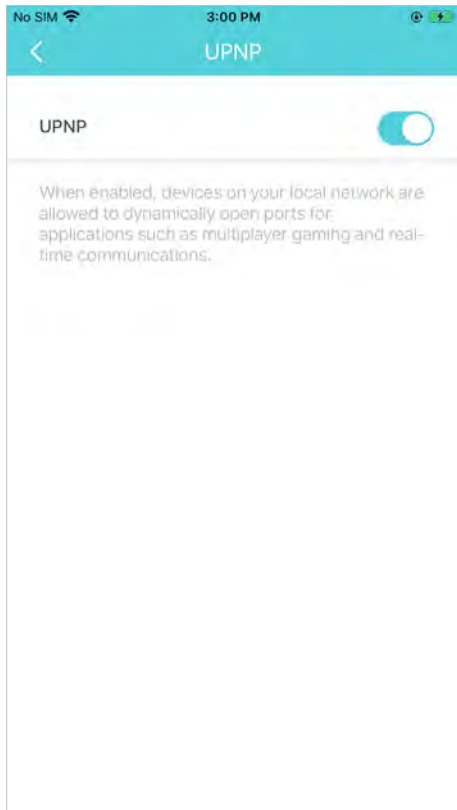 No SIM 3:00 PM
UPNP
UPNP
When enabled, devices on your local network are
allowed to dynamically open ports for
applications such as multiplayer gaming and real-
time communications.